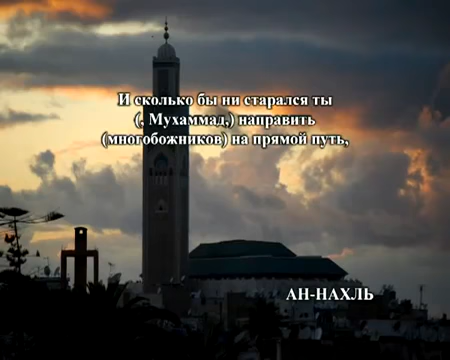 И сколько бы ни старался ты
(, Мухаммад,) направить
(многобожников) на прямой путь,
АН-НАХЛЬ